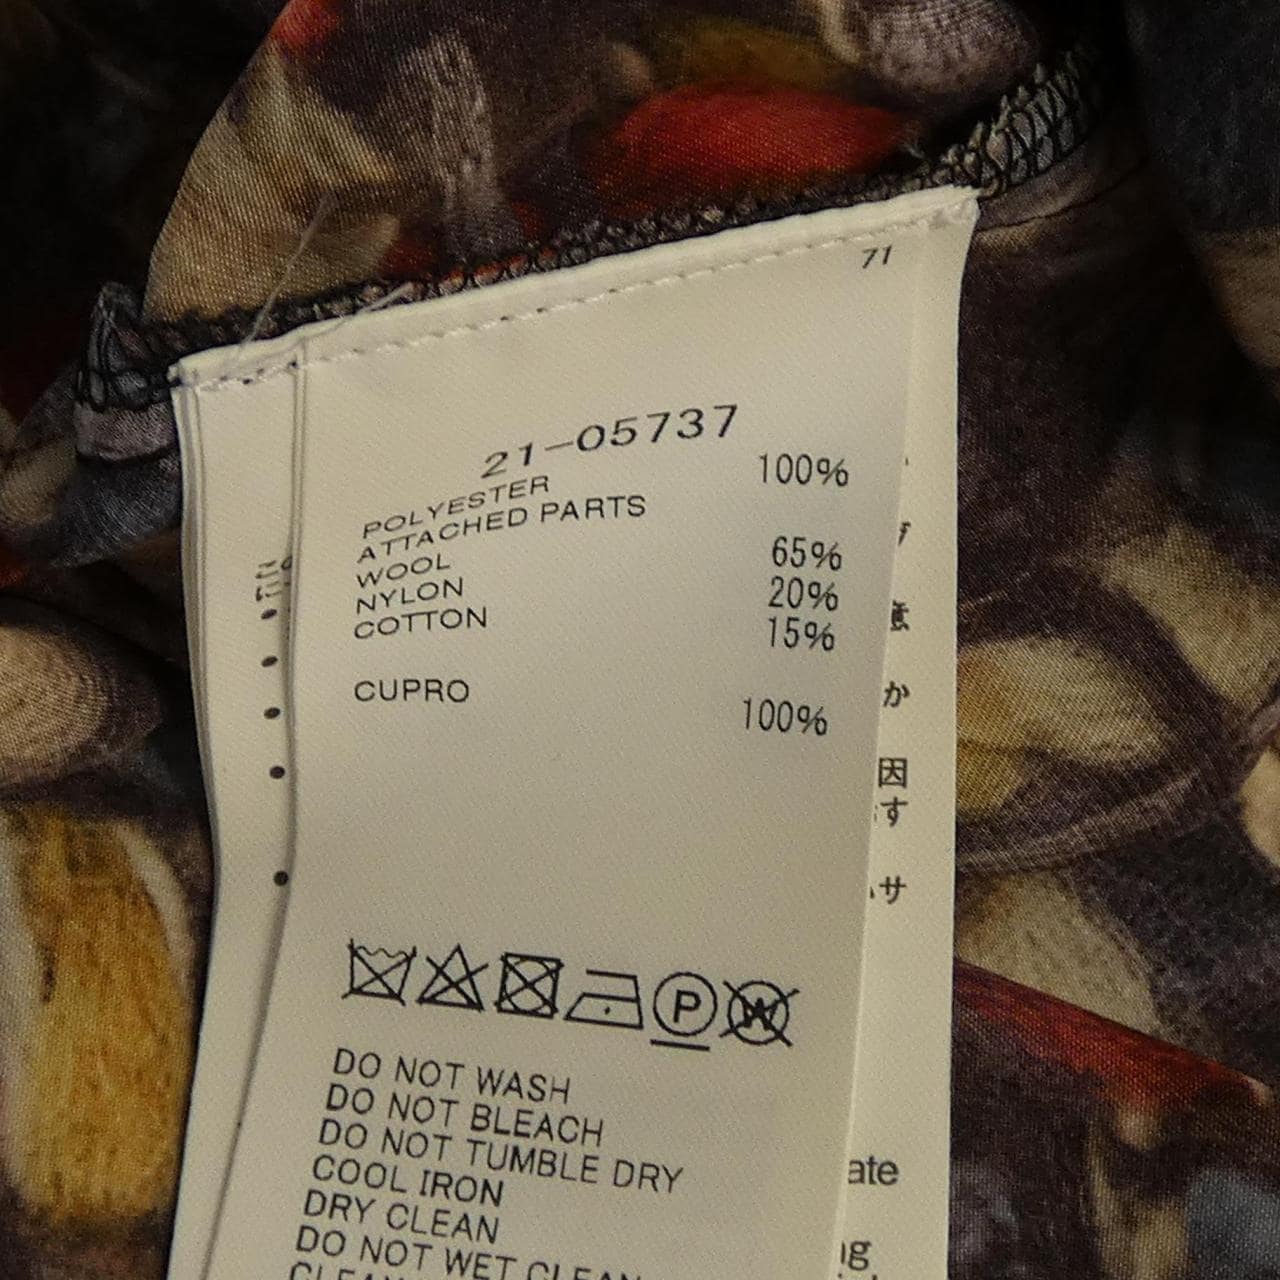 71
21-05737
POLYESTER 100%
ATTACHED PARTS
WOOL 65%
NYLON 20%
COTTON 15%
CUPRO 100%
P
W
DO NOT WASH
DO NOT BLEACH
DO NOT TUMBLE DRY
COOL IRON
DRY CLEAN
DO NOT WET CLEAN
か
因
す
サ
ate